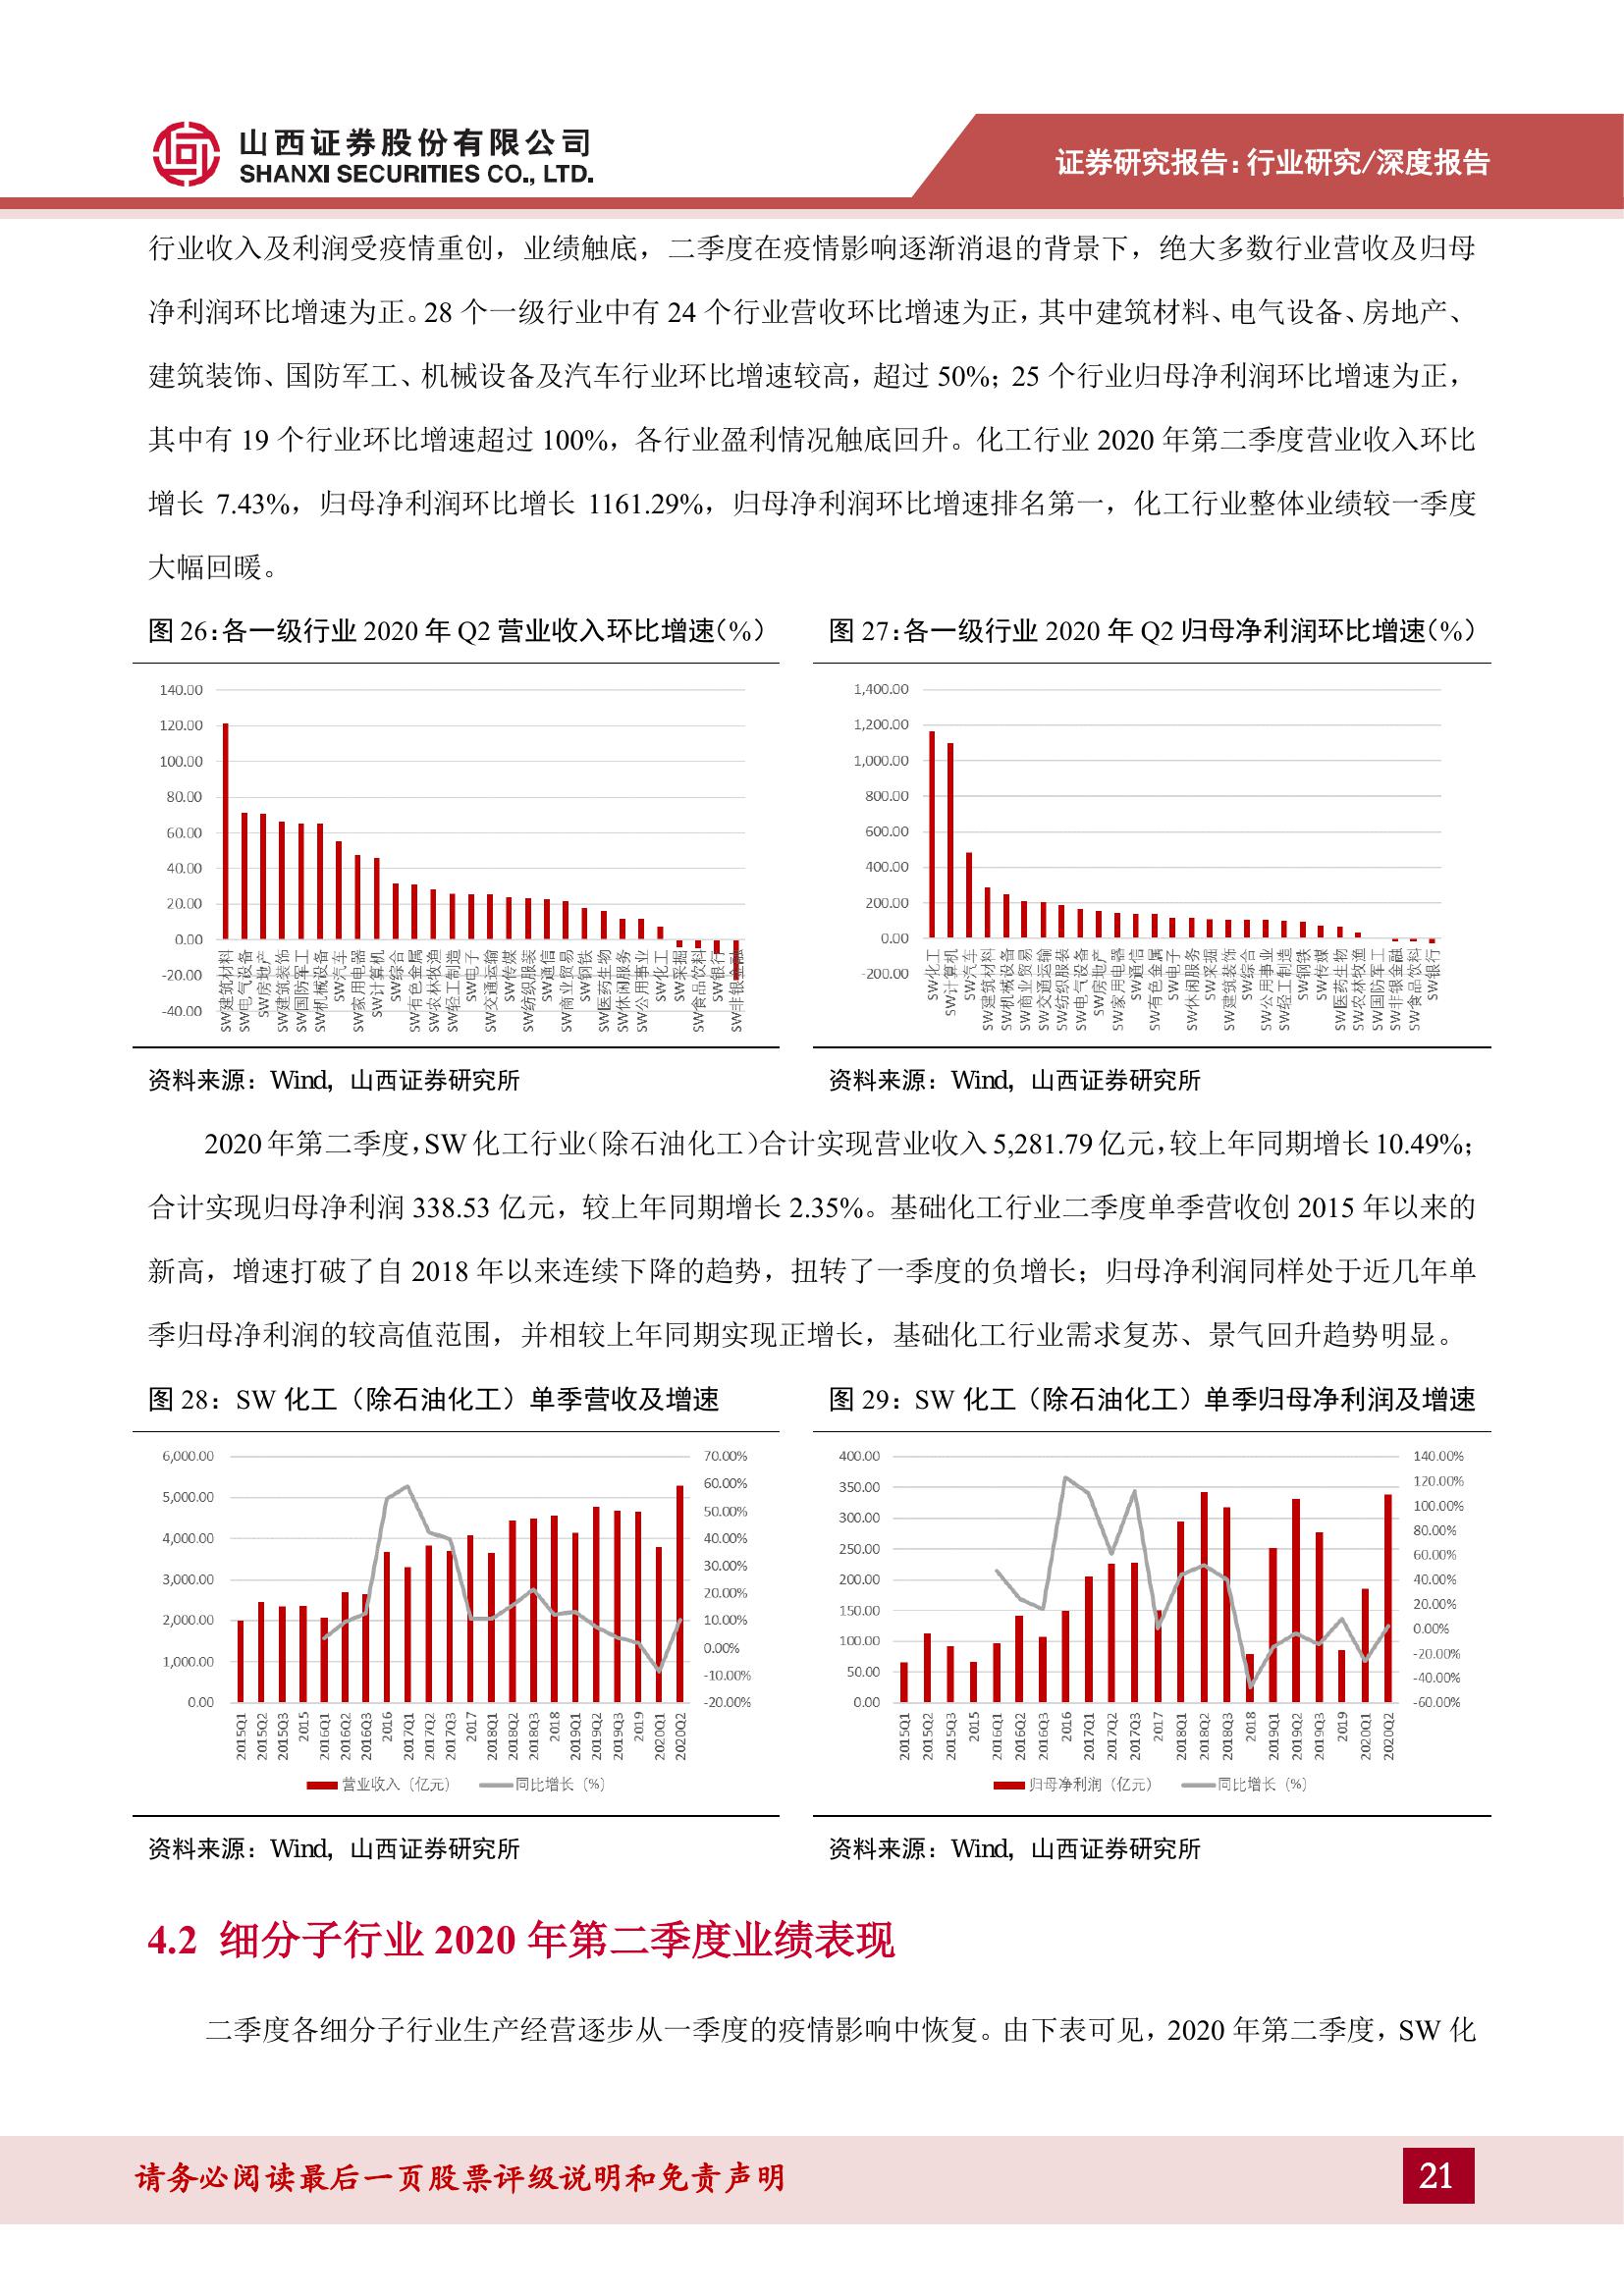 山西证券股份有限公司
SHANXI SECURITIES CO., LTD.
证券研究报告：行业研究/深度报告
行业收入及利润受疫情重创，业绩触底，二季度在疫情影响逐渐消退的背景下，绝大多数行业营收及归母
净利润环比增速为正。28 个一级行业中有 24 个行业营收环比增速为正，其中建筑材料、电气设备、房地产、
建筑装饰、国防军工、机械设备及汽车行业环比增速较高，超过 50%；25 个行业归母净利润环比增速为正，
其中有 19 个行业环比增速超过 100%，各行业盈利情况触底回升。化工行业 2020 年第二季度营业收入环比
增长 7.43%，归母净利润环比增长 1161.29%，归母净利润环比增速排名第一，化工行业整体业绩较一季度
大幅回暖。
图 26：各一级行业 2020 年 Q2 营业收入环比增速（%）
140.00
120.00
100.00
80.00
60.00
40.00
20.00
0.00
-20.00
-40.00
SW建筑材料
SW电气设备
SW房地产
SW建筑装饰
SW国防军工
SW机械设备
SW汽车
SW家用电器
SW计算机
SW综合
SW有色金属
SW农林牧渔
SW轻工制造
SW电子
SW交通运输
SW传媒
SW纺织服装
SW通信
SW商业贸易
SW钢铁
SW医药生物
SW休闲服务
SW公用事业
SW化工
SW采掘
SW食品饮料
SW银行
SW非银金融
资料来源：Wind，山西证券研究所
图 27：各一级行业 2020 年 Q2 归母净利润环比增速（%）
1,400.00
1,200.00
1,000.00
800.00
600.00
400.00
200.00
0.00
-200.00
SW化工
SW计算机
SW汽车
SW建筑材料
SW机械设备
SW商业贸易
SW交通运输
SW纺织服装
SW电气设备
SW房地产
SW家用电器
SW通信
SW有色金属
SW电子
SW休闲服务
SW采掘
SW建筑装饰
SW综合
SW公用事业
SW轻工制造
SW钢铁
SW传媒
SW医药生物
SW农林牧渔
SW国防军工
SW非银金融
SW食品饮料
SW银行
资料来源：Wind，山西证券研究所
2020 年第二季度，SW 化工行业（除石油化工）合计实现营业收入 5,281.79 亿元，较上年同期增长 10.49%；
合计实现归母净利润 338.53 亿元，较上年同期增长 2.35%。基础化工行业二季度单季营收创 2015 年以来的
新高，增速打破了自 2018 年以来连续下降的趋势，扭转了一季度的负增长；归母净利润同样处于近几年单
季归母净利润的较高值范围，并相较上年同期实现正增长，基础化工行业需求复苏、景气回升趋势明显。
图 28：SW 化工（除石油化工）单季营收及增速
6,000.00
5,000.00
4,000.00
3,000.00
2,000.00
1,000.00
0.00
70.00%
60.00%
50.00%
40.00%
30.00%
20.00%
10.00%
0.00%
-10.00%
-20.00%
2015Q1
2015Q2
2015Q3
2015
2016Q1
2016Q2
2016Q3
2016
2017Q1
2017Q2
2017Q3
2017
2018Q1
2018Q2
2018Q3
2018
2019Q1
2019Q2
2019Q3
2019
2020Q1
2020Q2
营业收入（亿元） 同比增长（%）
资料来源：Wind，山西证券研究所
图 29：SW 化工（除石油化工）单季归母净利润及增速
400.00
350.00
300.00
250.00
200.00
150.00
100.00
50.00
0.00
140.00%
120.00%
100.00%
80.00%
60.00%
40.00%
20.00%
0.00%
-20.00%
-40.00%
-60.00%
2015Q1
2015Q2
2015Q3
2015
2016Q1
2016Q2
2016Q3
2016
2017Q1
2017Q2
2017Q3
2017
2018Q1
2018Q2
2018Q3
2018
2019Q1
2019Q2
2019Q3
2019
2020Q1
2020Q2
归母净利润（亿元） 同比增长（%）
资料来源：Wind，山西证券研究所
4.2 细分子行业 2020 年第二季度业绩表现
二季度各细分子行业生产经营逐步从一季度的疫情影响中恢复。由下表可见，2020 年第二季度，SW 化
请务必阅读最后一页股票评级说明和免责声明
21